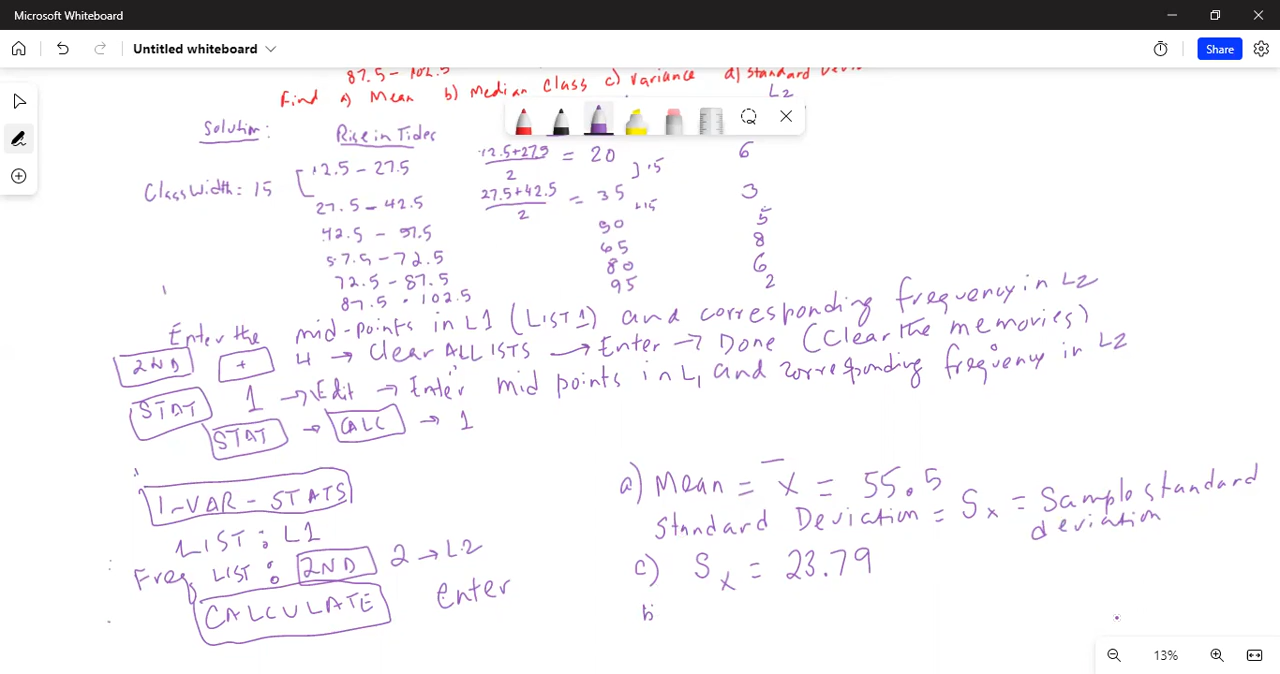 Microsoft Whiteboard
Untitled whiteboard
Share
87.5 - 102.5
Find a) Mean b) Median Class c) Variance d) Standard
L2
Solution:
Rise in Tides
ClassWidth: 15
12.5 - 27.5
12.5+27.5 / 2 = 20
15
6
27.5 - 42.5
27.5+42.5 / 2 = 35
+15
3
42.5 - 57.5
50
5
57.5 - 72.5
65
8
72.5 - 87.5
80
6
87.5 - 102.5
95
2
Enter the mid-points in L1 (LIST 1) and corresponding frequency in L2
2ND + 4 → Clear ALL LISTS → Enter → Done (Clear the memories)
STAT 1 → Edit → Enter mid points in L1 and corresponding frequency in L2
STAT → CALC → 1
1-VAR-STATS
LIST: L1
Freq LIST: 2ND 2 → L2
CALCULATE enter
a) Mean = x̄ = 55.5
Standard Deviation = Sx = Sample standard deviation
c) Sx = 23.79
b
13%